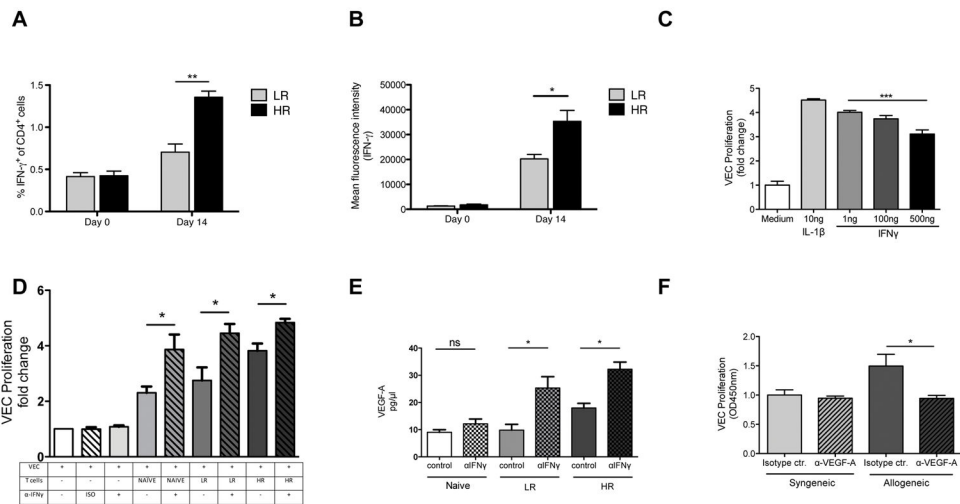 A
B
C
**
LR
HR
1.5
1.0
0.5
0.0
% IFN-γ⁺ of CD4⁺ cells
Day 0
Day 14
*
LR
HR
50000
40000
30000
20000
10000
0
Mean fluorescence intensity
(IFN-γ)
Day 0
Day 14
***
5
4
3
2
1
0
VEC Proliferation
(fold change)
Medium 10ng 1ng 100ng 500ng
IL-1β IFNγ
D
E
F
6
4
2
0
VEC Proliferation
fold change
* * *
VEC + + + + + + + + +
T cells - - - NAÏVE NAIVE LR LR HR HR
α-IFNγ - ISO + - + - + - +
ns * *
40
30
20
10
0
VEGF-A
pg/µl
control αIFNγ control αIFNγ control αIFNγ
Naive LR HR
*
2.0
1.5
1.0
0.5
0.0
VEC Proliferation
(OD450nm)
Isotype ctr. α-VEGF-A Isotype ctr. α-VEGF-A
Syngeneic Allogeneic